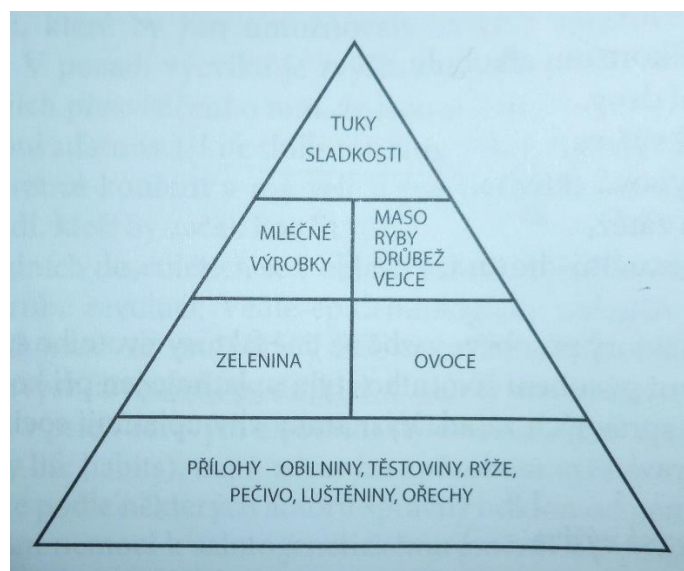 TUKY
SLADKOSTI
MLÉČNÉ
VÝROBKY
MASO
RYBY
DRŮBEŽ
VEJCE
ZELENINA
OVOCE
PŘÍLOHY - OBILNINY, TĚSTOVINY, RÝŽE,
PEČIVO, LUŠTĚNINY, OŘECHY